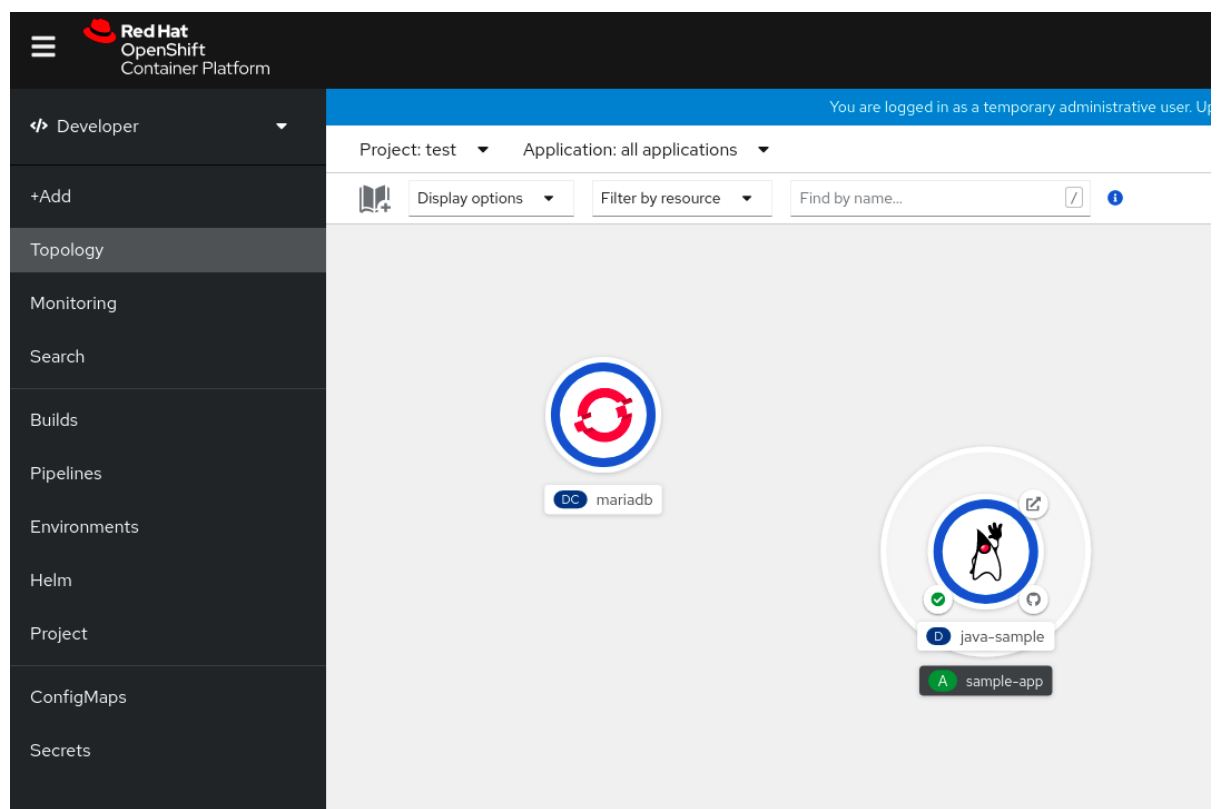 Red Hat
OpenShift
Container Platform
Developer
You are logged in as a temporary administrative user.
Project: test
Application: all applications
+Add
Display options
Filter by resource
Find by name...
/
Topology
Monitoring
Search
Builds
Pipelines
Environments
Helm
Project
ConfigMaps
Secrets
DC mariadb
D java-sample
A sample-app